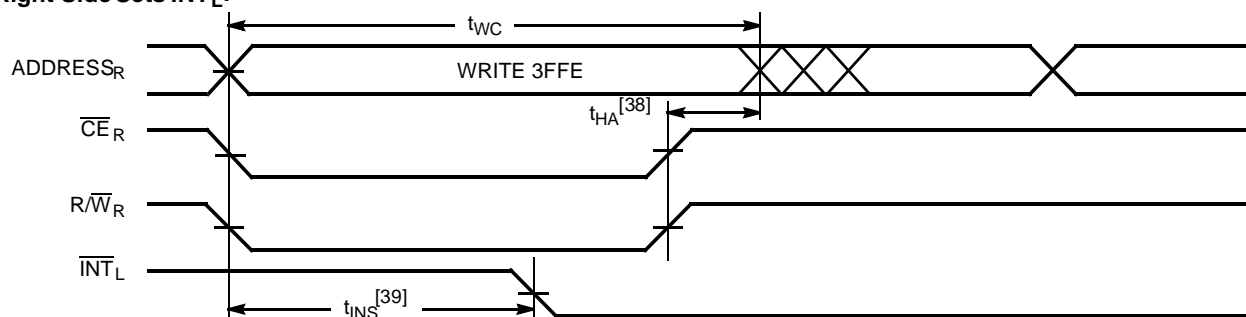 Right Side Sets INTL:
tWC
ADDRESSR
WRITE 3FFE
tHA[38]
CER
R/WR
INTL
tINS[39]